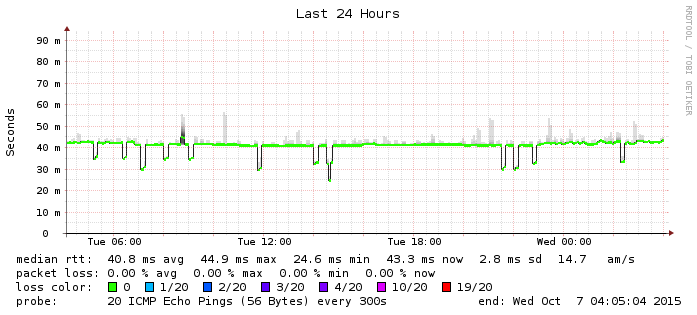 Last 24 Hours
RRDTOOL / TOBI OETIKER
Seconds
90 m
80 m
70 m
60 m
50 m
40 m
30 m
20 m
10 m
0
Tue 06:00 Tue 12:00 Tue 18:00 Wed 00:00
median rtt: 40.8 ms avg 44.9 ms max 24.6 ms min 43.3 ms now 2.8 ms sd 14.7 am/s
packet loss: 0.00 % avg 0.00 % max 0.00 % min 0.00 % now
loss color: 0 1/20 2/20 3/20 4/20 10/20 19/20
probe: 20 ICMP Echo Pings (56 Bytes) every 300s end: Wed Oct 7 04:05:04 2015